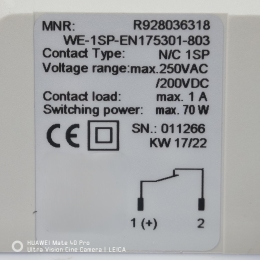 MNR: R928036318
WE-1SP-EN175301-803
Contact Type: N/C 1SP
Voltage range: max. 250VAC
/200VDC
Contact load: max. 1 A
Switching power: max. 70 W
CE
SN.: 011266
KW 17/22
1 (+) 2
HUAWEI Mate 40 Pro
Ultra Vision Cine Camera | LEICA